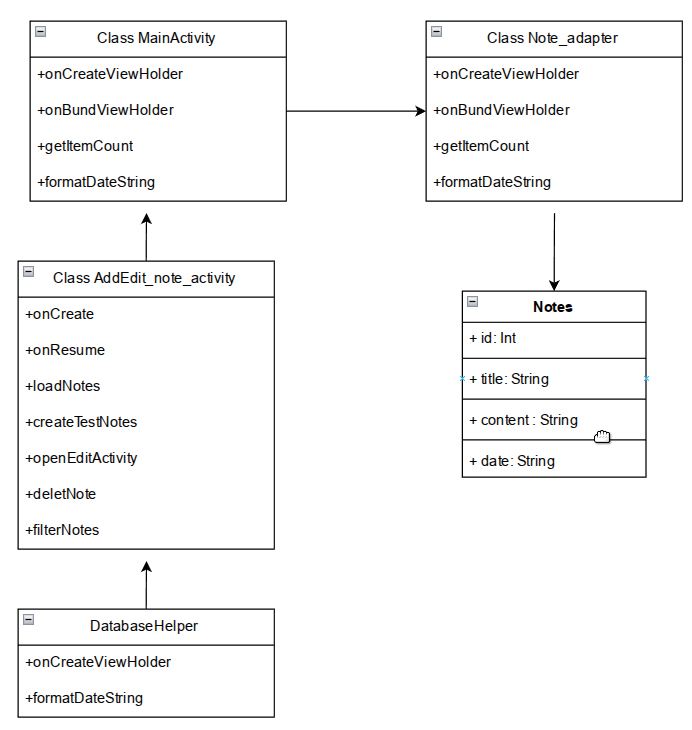 Class MainActivity
+onCreateViewHolder
+onBundViewHolder
+getItemCount
+formatDateString
Class Note_adapter
+onCreateViewHolder
+onBundViewHolder
+getItemCount
+formatDateString
Class AddEdit_note_activity
+onCreate
+onResume
+loadNotes
+createTestNotes
+openEditActivity
+deletNote
+filterNotes
Notes
+ id: Int
+ title: String
+ content : String
+ date: String
DatabaseHelper
+onCreateViewHolder
+formatDateString